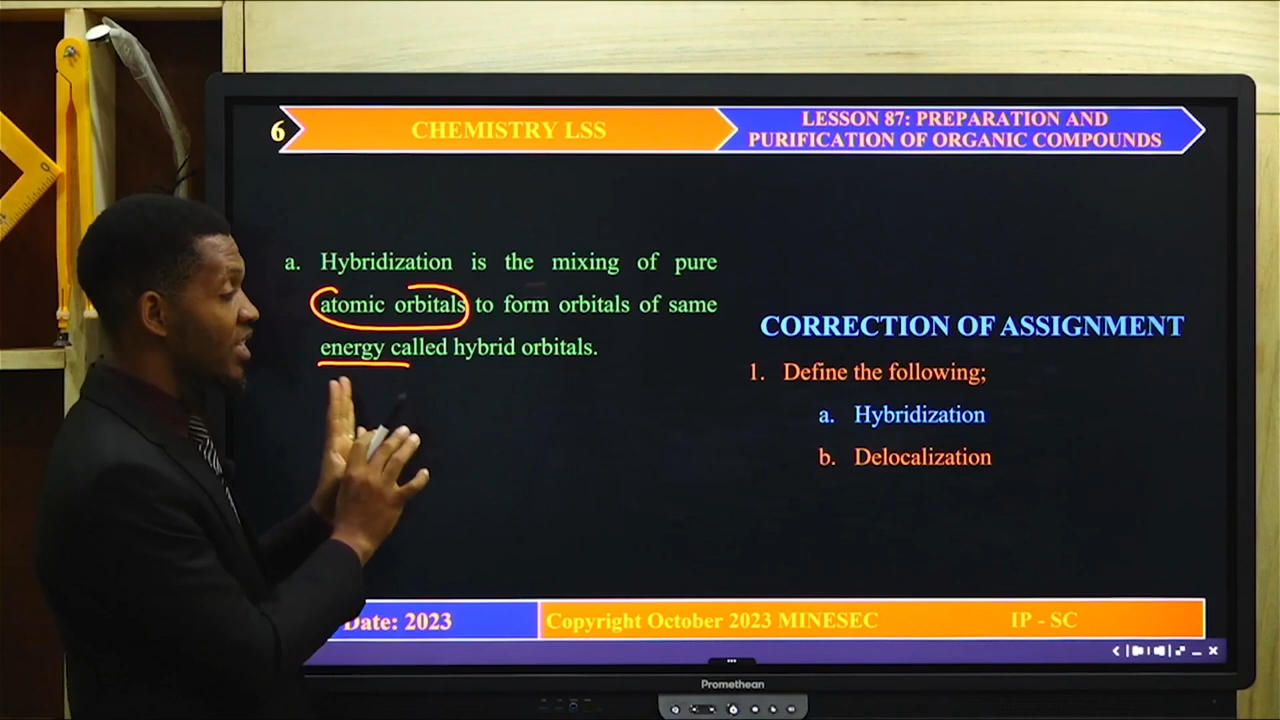 6
CHEMISTRY LSS
LESSON 87: PREPARATION AND
PURIFICATION OF ORGANIC COMPOUNDS
a. Hybridization is the mixing of pure
atomic orbitals to form orbitals of same
energy called hybrid orbitals.
CORRECTION OF ASSIGNMENT
1. Define the following;
a. Hybridization
b. Delocalization
Date: 2023
Copyright October 2023 MINESEC
IP - SC
Promethean